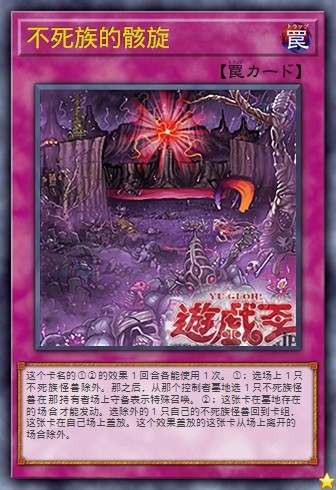 不死族的骸旋
トラップ
罠
【罠カード】
YU-GI-OH!
遊戯王
这个卡名的①②的效果1回合各能使用1次。①：选场上1只
不死族怪兽除外。那之后，从那个控制者墓地选1只不死族怪
兽在那持有者场上守备表示特殊召唤。②：这张卡在墓地存在
的场合才能发动。选除外的1只自己的不死族怪兽回到卡组，
这张卡在自己场上盖放。这个效果盖放的这张卡从场上离开的
场合除外。